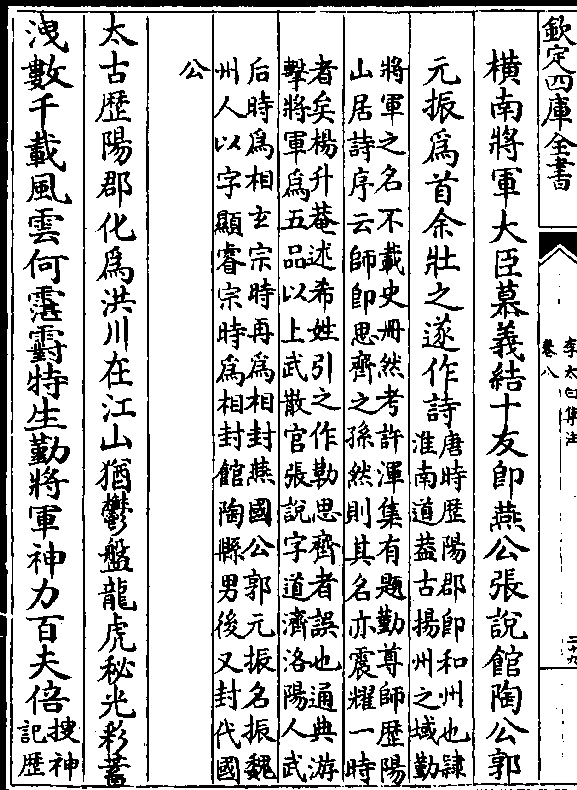 欽定四庫全書
李太白集注
卷八
二十九
橫南將軍大臣慕義結十友即燕公張說館陶公郭
元振爲首余壯之遂作詩
唐時歷陽郡即和州也隸
淮南道蓋古揚州之域勤
將軍之名不載史冊然考許渾集有題勤尊師歷陽
山居詩序云師即思齊之孫然則其名亦震耀一時
者矣楊升菴述希姓引之作勒思齊者誤也通典游
擊將軍爲五品以上武散官張說字道濟洛陽人武
后時爲相玄宗時再爲相封燕國公郭元振名振魏
州人以字顯睿宗時爲相封館陶縣男後又封代國
公
太古歷陽郡化爲洪川在江山猶鬱盤龍虎秘光彩蓄
洩數千載風雲何霮䨴特生勤將軍神力百夫倍
搜神
記歷